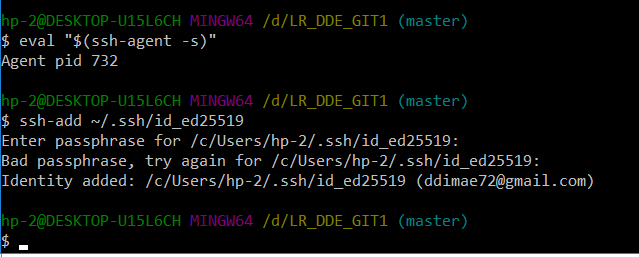 hp-2@DESKTOP-U15L6CH MINGW64 /d/LR_DDE_GIT1 (master)
$ eval "$(ssh-agent -s)"
Agent pid 732
hp-2@DESKTOP-U15L6CH MINGW64 /d/LR_DDE_GIT1 (master)
$ ssh-add ~/.ssh/id_ed25519
Enter passphrase for /c/Users/hp-2/.ssh/id_ed25519:
Bad passphrase, try again for /c/Users/hp-2/.ssh/id_ed25519:
Identity added: /c/Users/hp-2/.ssh/id_ed25519 (ddimae72@gmail.com)
hp-2@DESKTOP-U15L6CH MINGW64 /d/LR_DDE_GIT1 (master)
$